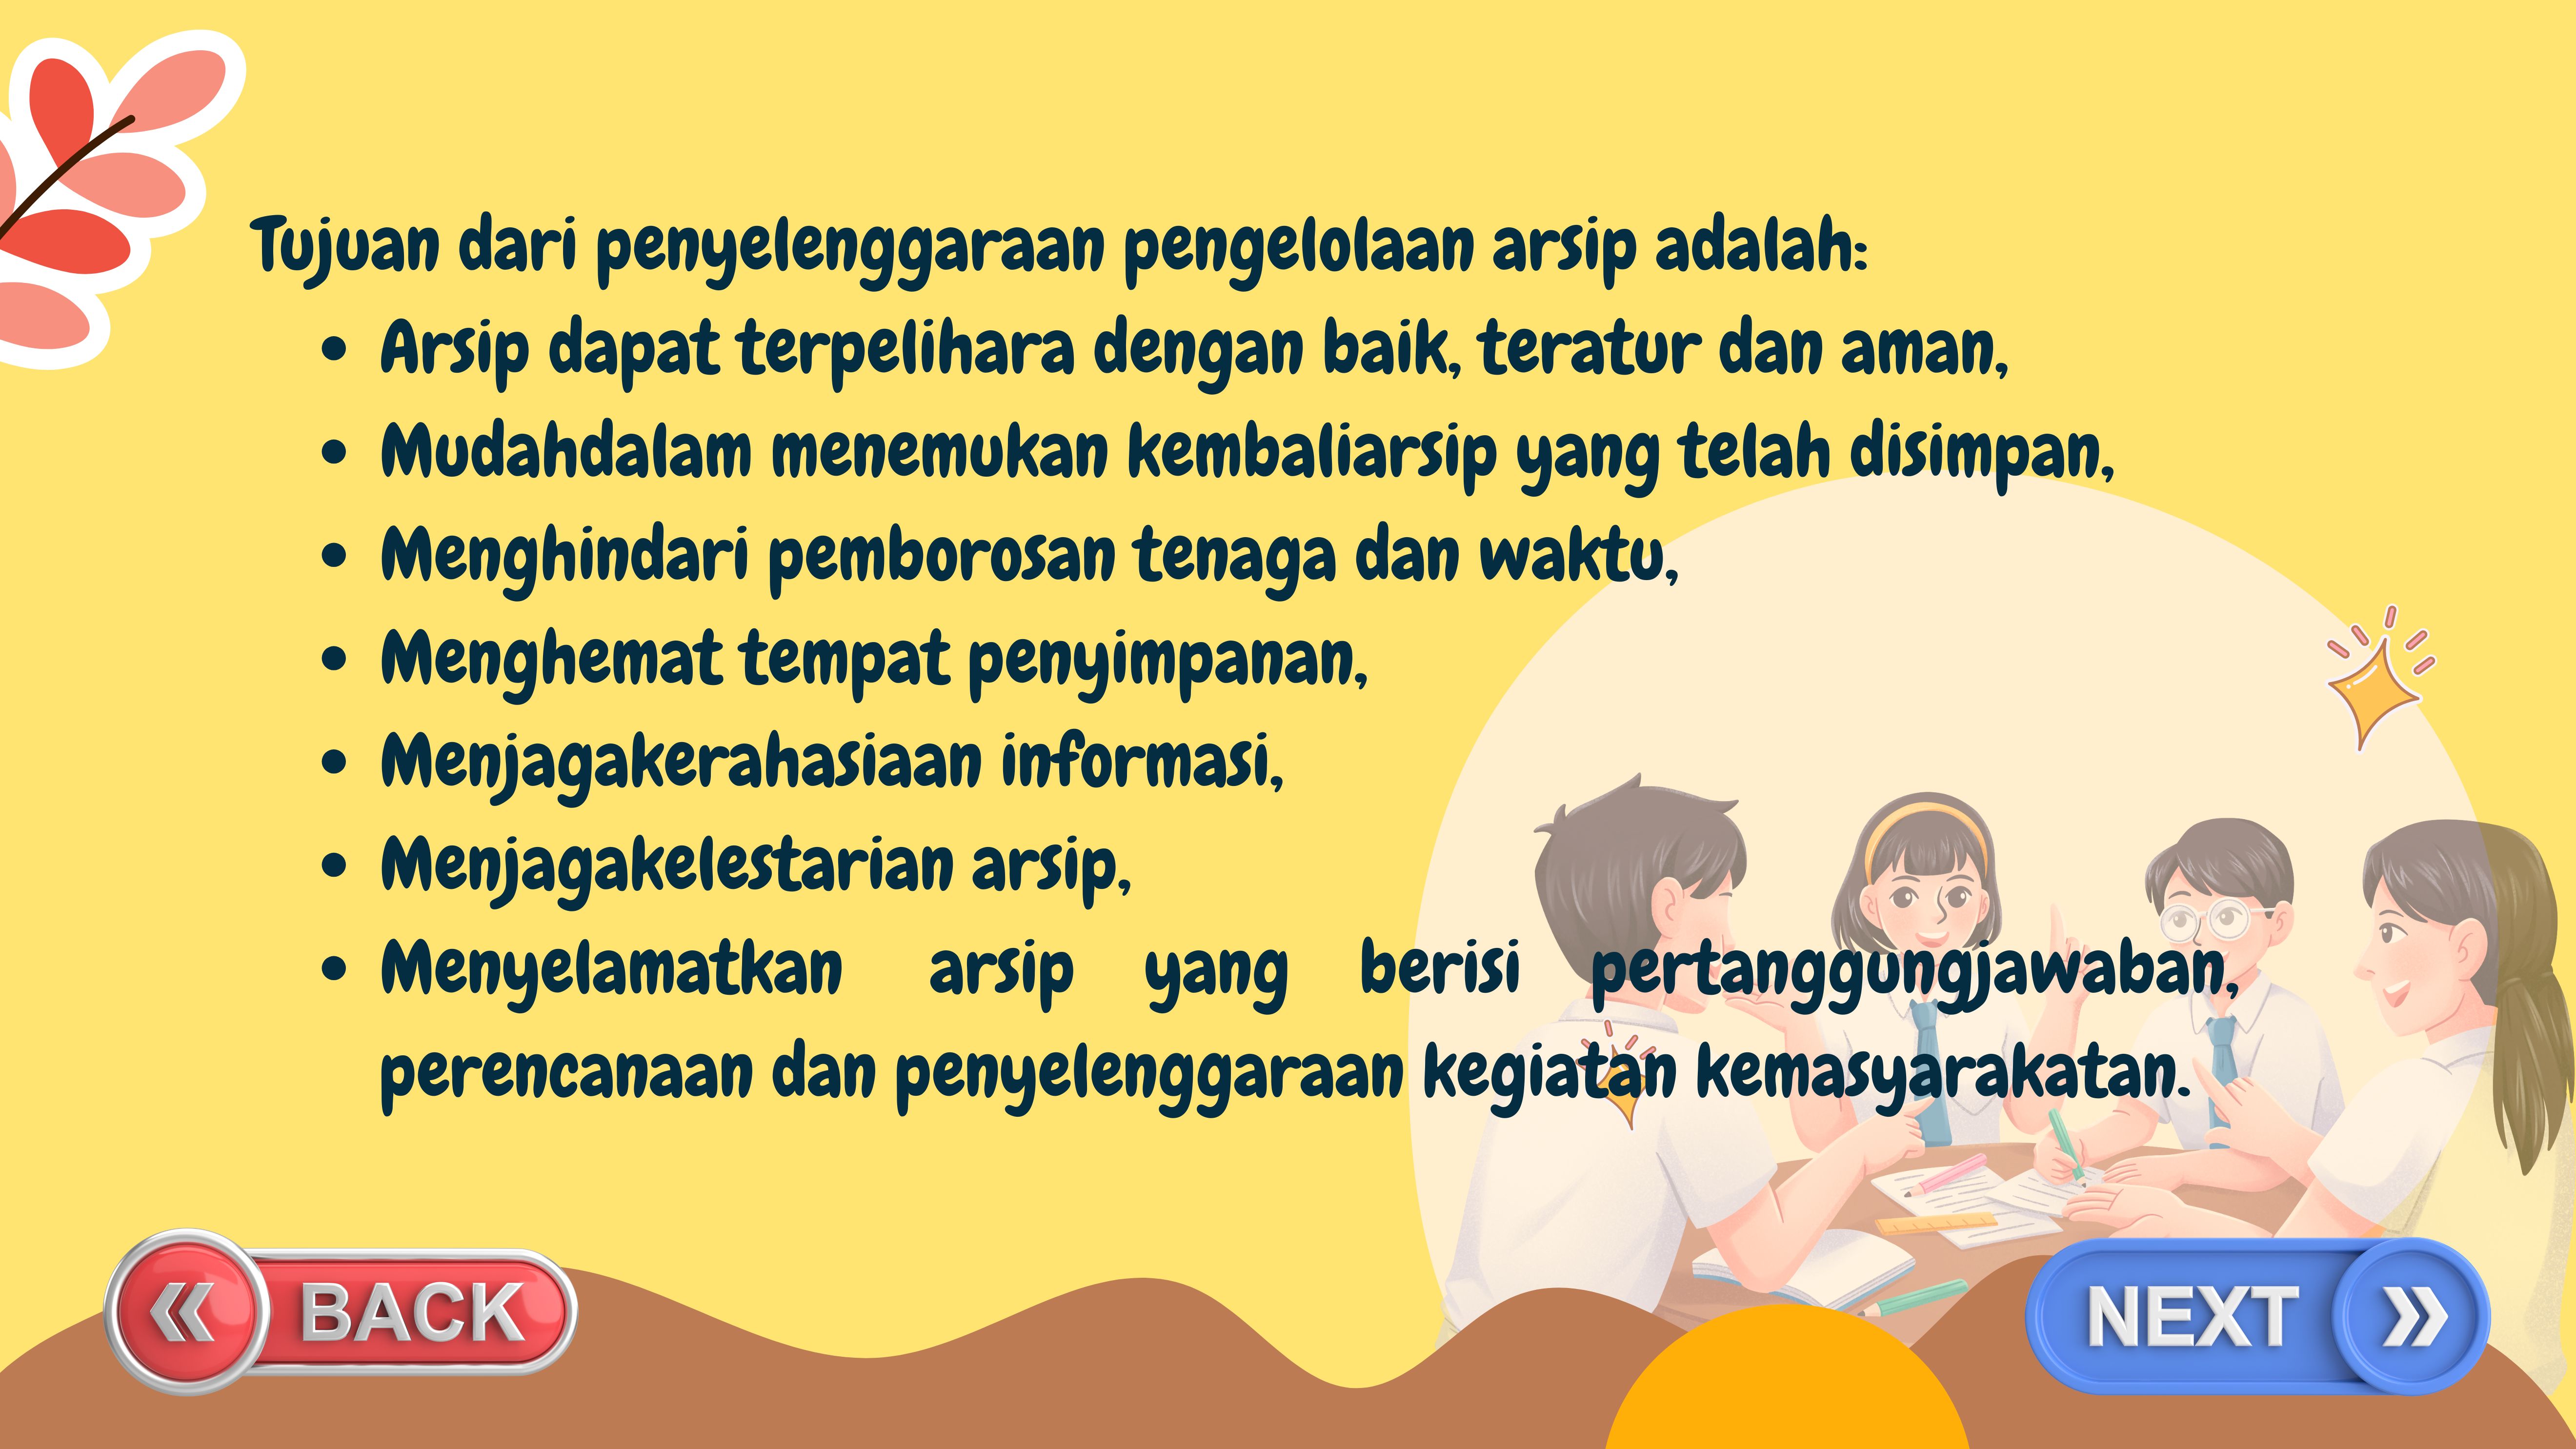 Tujuan dari penyelenggaraan pengelolaan arsip adalah:
• Arsip dapat terpelihara dengan baik, teratur dan aman,
• Mudahdalam menemukan kembaliarsip yang telah disimpan,
• Menghindari pemborosan tenaga dan waktu,
• Menghemat tempat penyimpanan,
• Menjagakerahasiaan informasi,
• Menjagakelestarian arsip,
• Menyelamatkan arsip yang berisi pertanggungjawaban,
perencanaan dan penyelenggaraan kegiatan kemasyarakatan.
BACK
NEXT